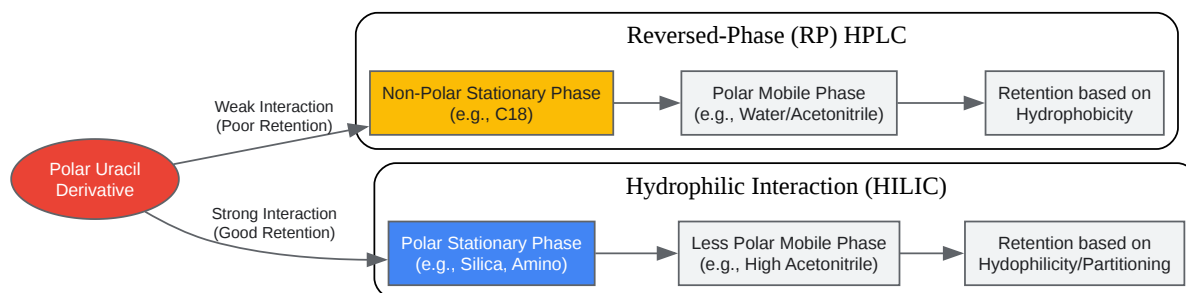 Reversed-Phase (RP) HPLC
Weak Interaction
(Poor Retention)
Non-Polar Stationary Phase
(e.g., C18)
Polar Mobile Phase
(e.g., Water/Acetonitrile)
Retention based on
Hydrophobicity
Polar Uracil
Derivative
Hydrophilic Interaction (HILIC)
Strong Interaction
(Good Retention)
Polar Stationary Phase
(e.g., Silica, Amino)
Less Polar Mobile Phase
(e.g., High Acetonitrile)
Retention based on
Hydophilicity/Partitioning